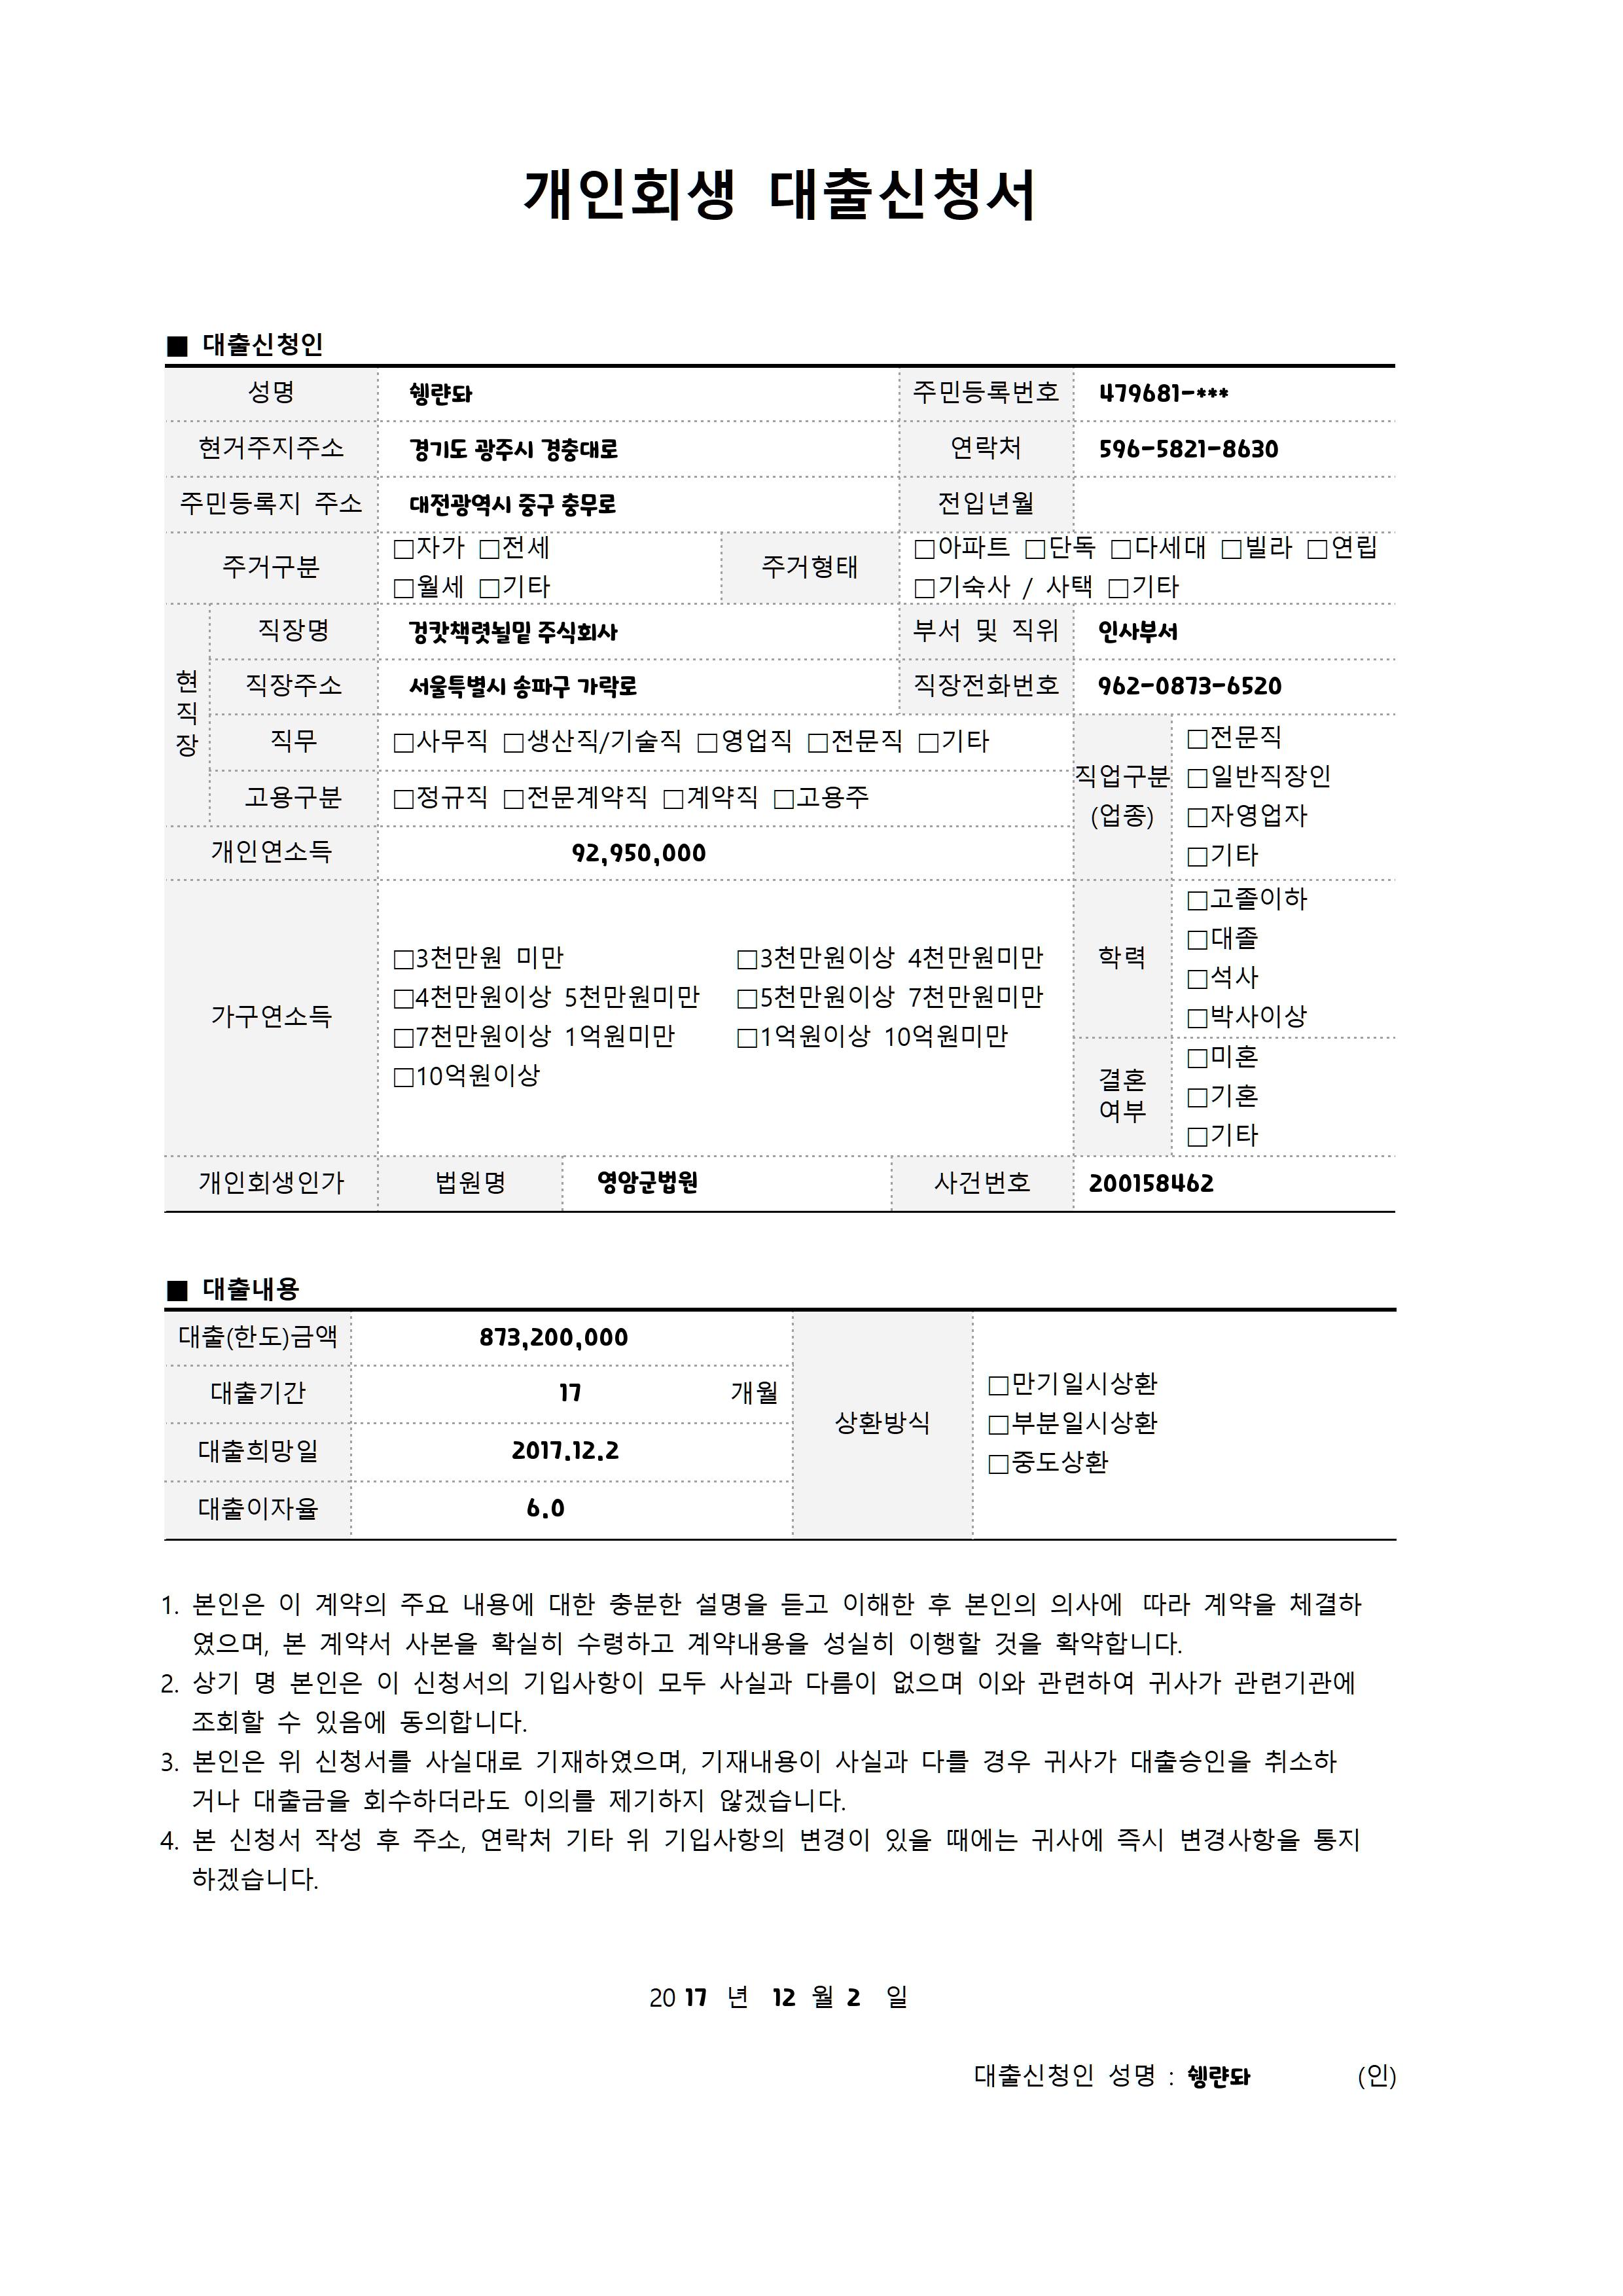 개인회생 대출신청서
■ 대출신청인
성명 쉥랸돠 주민등록번호 479681-***
현거주지주소 경기도 광주시 경충대로 연락처 596-5821-8630
주민등록지 주소 대전광역시 중구 충무로 전입년월
주거구분 □자가 □전세 □월세 □기타 주거형태 □아파트 □단독 □다세대 □빌라 □연립
□기숙사 / 사택 □기타
현직장
직장명 주식회사 부서 및 직위 인사부서
직장주소 서울특별시 송파구 가락로 직장전화번호 962-0873-6520
직무 □사무직 □생산직/기술직 □영업직 □전문직 □기타
고용구분 □정규직 □전문계약직 □계약직 □고용주
직업구분
(업종)
□전문직
□일반직장인
□자영업자
□기타
개인연소득 92,950,000
가구연소득
□3천만원 미만 □3천만원이상 4천만원미만
□4천만원이상 5천만원미만 □5천만원이상 7천만원미만
□7천만원이상 1억원미만 □1억원이상 10억원미만
□10억원이상
학력
□고졸이하
□대졸
□석사
□박사이상
결혼
여부
□미혼
□기혼
□기타
개인회생인가 법원명 영암군법원 사건번호 200158462
■ 대출내용
대출(한도)금액 873,200,000
대출기간 17 개월
대출희망일 2017.12.2
대출이자율 6.0
상환방식
□만기일시상환
□부분일시상환
□중도상환
1. 본인은 이 계약의 주요 내용에 대한 충분한 설명을 듣고 이해한 후 본인의 의사에 따라 계약을 체결하
였으며, 본 계약서 사본을 확실히 수령하고 계약내용을 성실히 이행할 것을 확약합니다.
2. 상기 명 본인은 이 신청서의 기입사항이 모두 사실과 다름이 없으며 이와 관련하여 귀사가 관련기관에
조회할 수 있음에 동의합니다.
3. 본인은 위 신청서를 사실대로 기재하였으며, 기재내용이 사실과 다를 경우 귀사가 대출승인을 취소하
거나 대출금을 회수하더라도 이의를 제기하지 않겠습니다.
4. 본 신청서 작성 후 주소, 연락처 기타 위 기입사항의 변경이 있을 때에는 귀사에 즉시 변경사항을 통지
하겠습니다.
20 17 년 12 월 2 일
대출신청인 성명 : 쉥랸돠 (인)